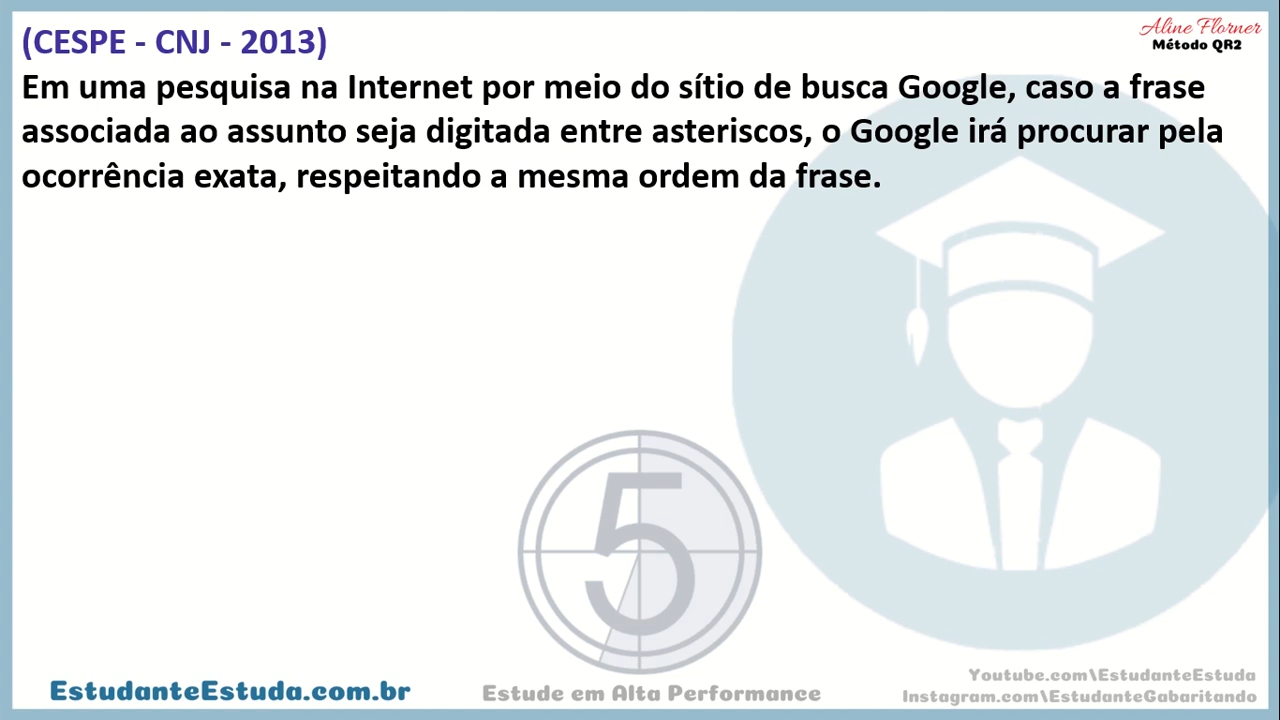 (CESPE - CNJ - 2013)
Aline Florner
Método QR2
Em uma pesquisa na Internet por meio do sítio de busca Google, caso a frase
associada ao assunto seja digitada entre asteriscos, o Google irá procurar pela
ocorrência exata, respeitando a mesma ordem da frase.
5
EstudanteEstuda.com.br
Estude em Alta Performance
Youtube.com\EstudanteEstuda
Instagram.com\EstudanteGabaritando